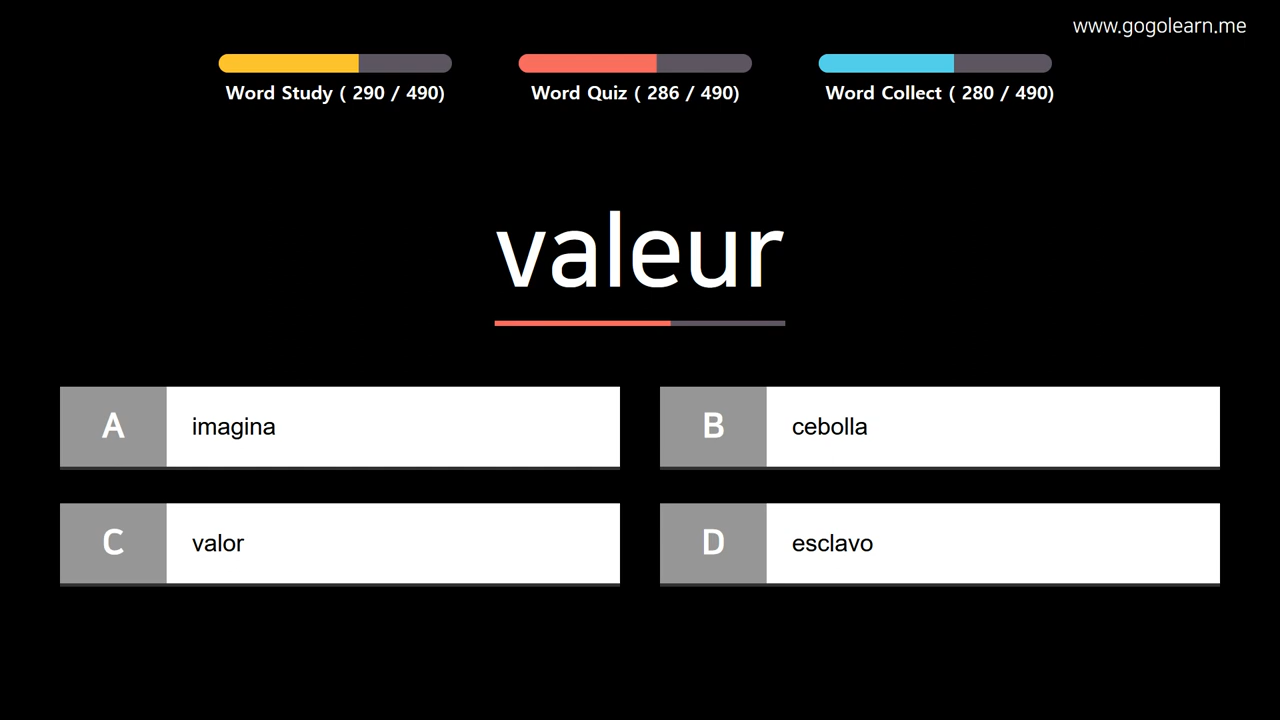 www.gogolearn.me
Word Study ( 290 / 490)
Word Quiz ( 286 / 490)
Word Collect ( 280 / 490)
valeur
A imagina
B cebolla
C valor
D esclavo